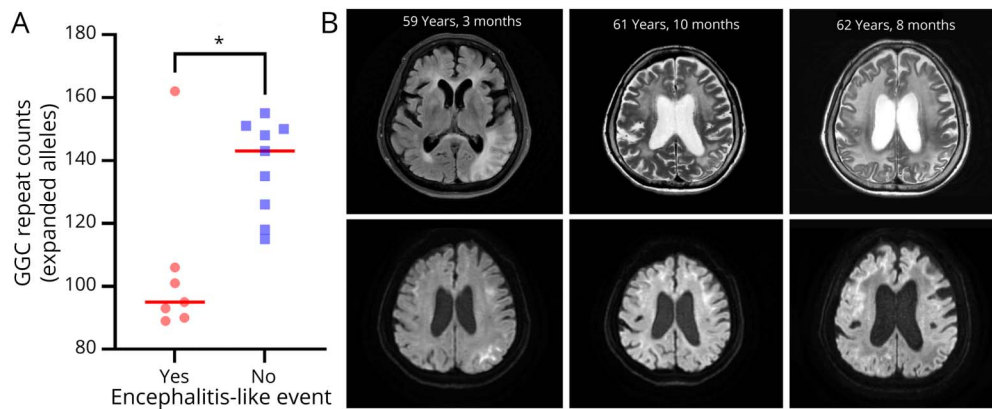 A
GGC repeat counts
(expanded alleles)
180
160
140
120
100
80
*
Yes
No
Encephalitis-like event
B
59 Years, 3 months
61 Years, 10 months
62 Years, 8 months